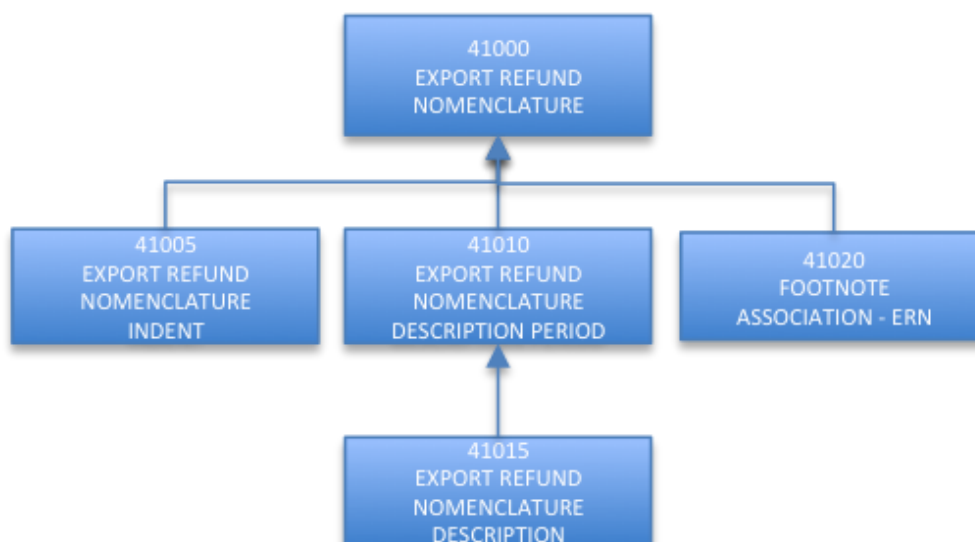 41000
EXPORT REFUND
NOMENCLATURE
41005
EXPORT REFUND
NOMENCLATURE
INDENT
41010
EXPORT REFUND
NOMENCLATURE
DESCRIPTION PERIOD
41020
FOOTNOTE
ASSOCIATION - ERN
41015
EXPORT REFUND
NOMENCLATURE
DESCRIPTION